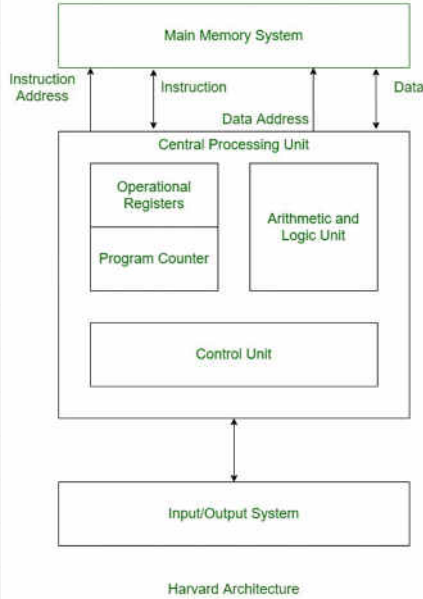 Main Memory System
Instruction
Address
Instruction
Data Address
Data
Central Processing Unit
Operational
Registers
Program Counter
Arithmetic and
Logic Unit
Control Unit
Input/Output System
Harvard Architecture